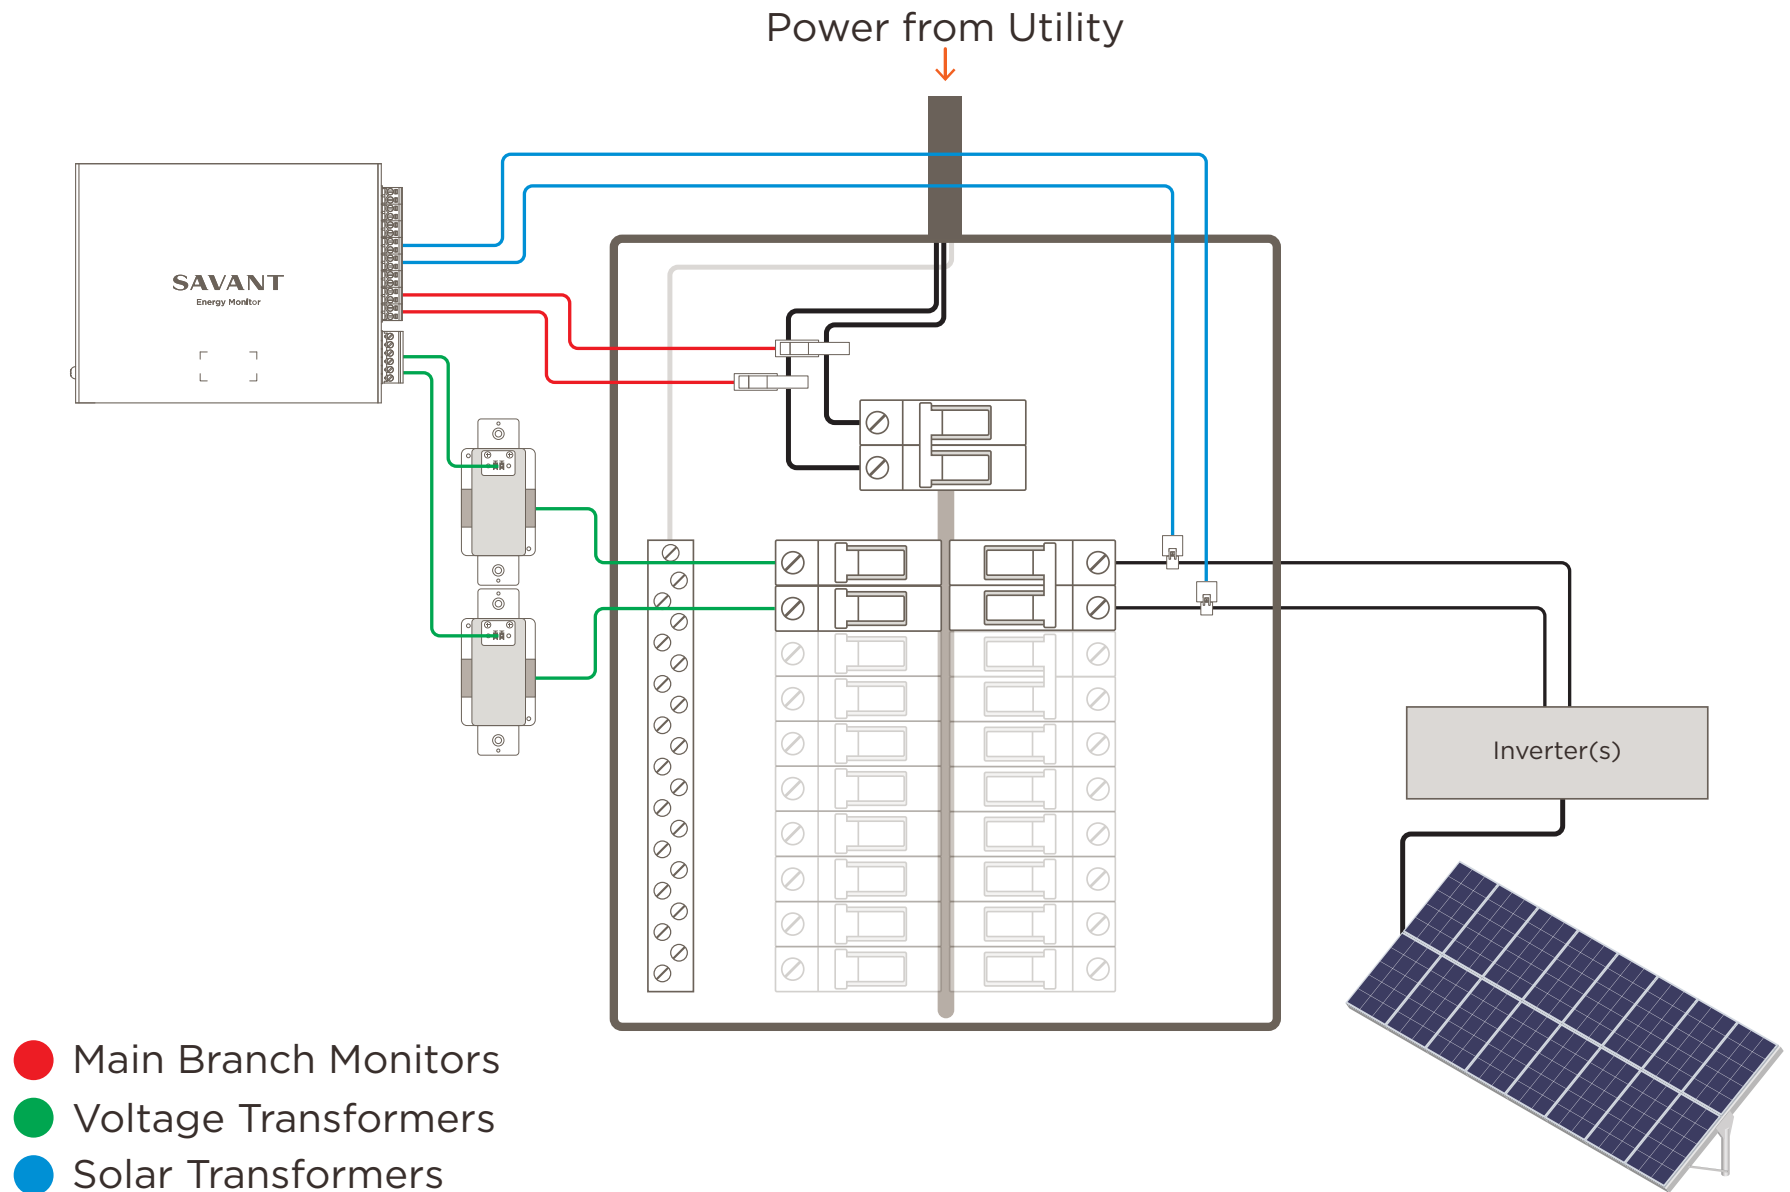 Power from Utility
SAVANT
Energy Monitor
Inverter(s)
Main Branch Monitors
Voltage Transformers
Solar Transformers